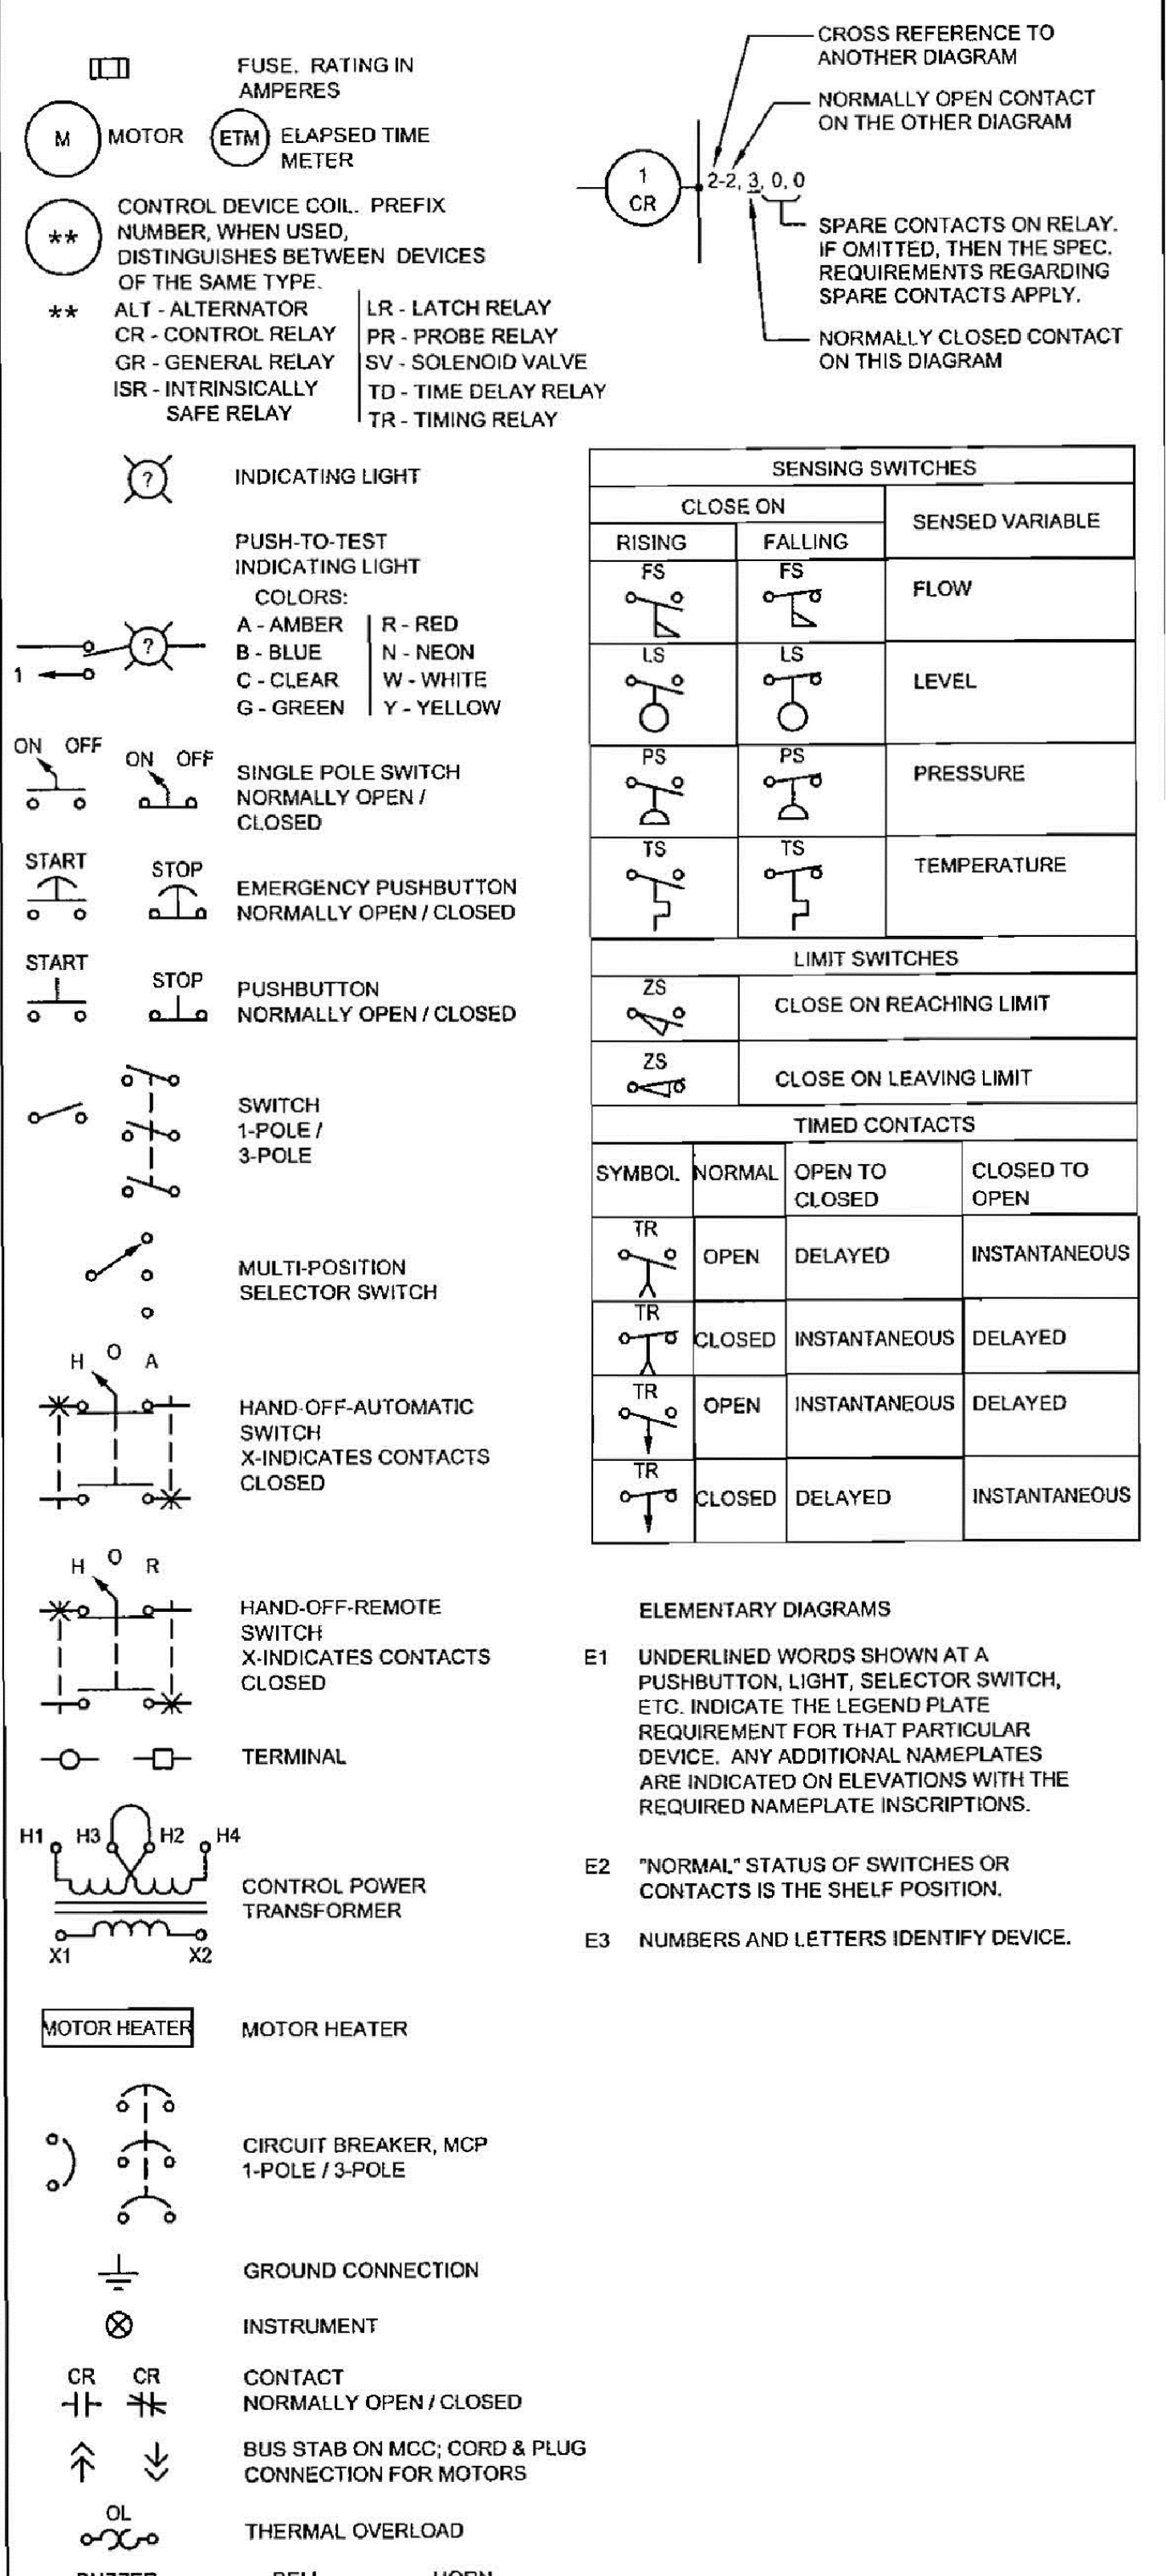 FUSE. RATING IN
AMPERES
M
MOTOR
ETM
ELAPSED TIME
METER
**
CONTROL DEVICE COIL. PREFIX
NUMBER, WHEN USED,
DISTINGUISHES BETWEEN DEVICES
OF THE SAME TYPE.
** ALT - ALTERNATOR
CR - CONTROL RELAY
GR - GENERAL RELAY
ISR - INTRINSICALLY
SAFE RELAY
LR - LATCH RELAY
PR - PROBE RELAY
SV - SOLENOID VALVE
TD - TIME DELAY RELAY
TR - TIMING RELAY
CROSS REFERENCE TO
ANOTHER DIAGRAM
NORMALLY OPEN CONTACT
ON THE OTHER DIAGRAM
1
CR
2-2, 3, 0, 0
SPARE CONTACTS ON RELAY.
IF OMITTED, THEN THE SPEC.
REQUIREMENTS REGARDING
SPARE CONTACTS APPLY.
NORMALLY CLOSED CONTACT
ON THIS DIAGRAM
?
INDICATING LIGHT
PUSH-TO-TEST
INDICATING LIGHT
COLORS:
A - AMBER
B - BLUE
C - CLEAR
G - GREEN
R - RED
N - NEON
W - WHITE
Y - YELLOW
?
1
ON OFF
ON OFF
SINGLE POLE SWITCH
NORMALLY OPEN /
CLOSED
START
STOP
EMERGENCY PUSHBUTTON
NORMALLY OPEN / CLOSED
START
STOP
PUSHBUTTON
NORMALLY OPEN / CLOSED
SWITCH
1-POLE /
3-POLE
MULTI-POSITION
SELECTOR SWITCH
H O A
HAND-OFF-AUTOMATIC
SWITCH
X-INDICATES CONTACTS
CLOSED
H O R
HAND-OFF-REMOTE
SWITCH
X-INDICATES CONTACTS
CLOSED
TERMINAL
H1 H3 H2 H4
X1 X2
CONTROL POWER
TRANSFORMER
MOTOR HEATER
MOTOR HEATER
CIRCUIT BREAKER, MCP
1-POLE / 3-POLE
GROUND CONNECTION
INSTRUMENT
CR CR
CONTACT
NORMALLY OPEN / CLOSED
BUS STAB ON MCC; CORD & PLUG
CONNECTION FOR MOTORS
OL
THERMAL OVERLOAD
SENSING SWITCHES
CLOSE ON
SENSED VARIABLE
RISING FALLING
FS FS
FLOW
LS LS
LEVEL
PS PS
PRESSURE
TS TS
TEMPERATURE
LIMIT SWITCHES
ZS
CLOSE ON REACHING LIMIT
ZS
CLOSE ON LEAVING LIMIT
TIMED CONTACTS
SYMBOL NORMAL OPEN TO
CLOSED
CLOSED TO
OPEN
TR
OPEN DELAYED INSTANTANEOUS
TR
CLOSED INSTANTANEOUS DELAYED
TR
OPEN INSTANTANEOUS DELAYED
TR
CLOSED DELAYED INSTANTANEOUS
ELEMENTARY DIAGRAMS
E1 UNDERLINED WORDS SHOWN AT A
PUSHBUTTON, LIGHT, SELECTOR SWITCH,
ETC. INDICATE THE LEGEND PLATE
REQUIREMENT FOR THAT PARTICULAR
DEVICE. ANY ADDITIONAL NAMEPLATES
ARE INDICATED ON ELEVATIONS WITH THE
REQUIRED NAMEPLATE INSCRIPTIONS.
E2 "NORMAL" STATUS OF SWITCHES OR
CONTACTS IS THE SHELF POSITION.
E3 NUMBERS AND LETTERS IDENTIFY DEVICE.